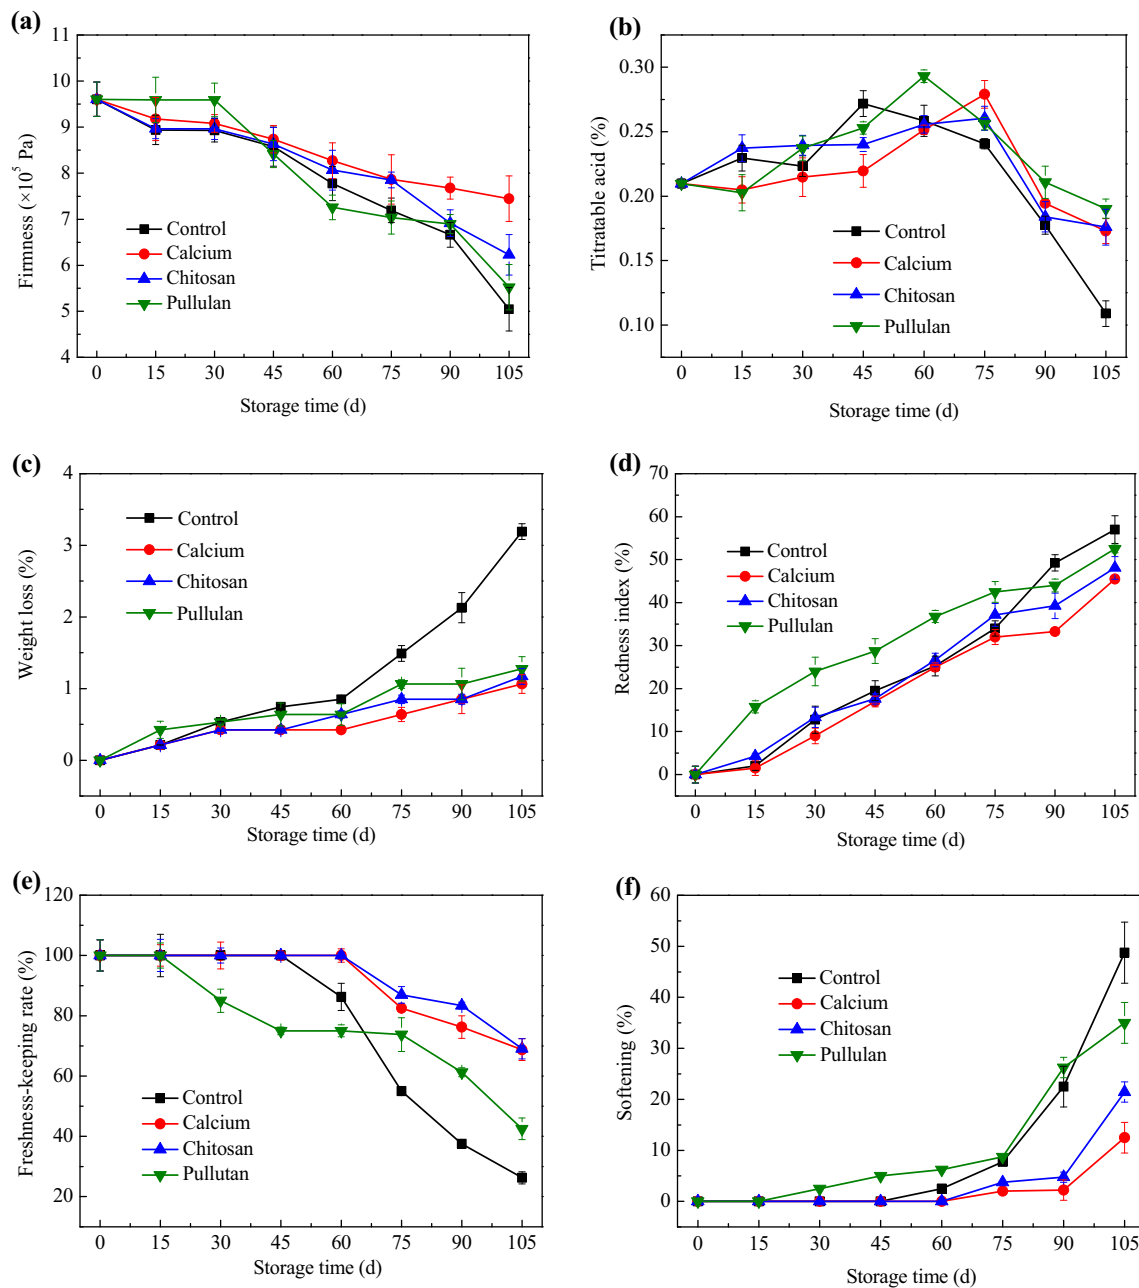 (a)
11
10
9
8
7
6
5
4
Firmness (×10⁵ Pa)
Control
Calcium
Chitosan
Pullulan
0 15 30 45 60 75 90 105
Storage time (d)
(b)
0.30
0.25
0.20
0.15
0.10
Titratable acid (%)
Control
Calcium
Chitosan
Pullulan
0 15 30 45 60 75 90 105
Storage time (d)
(c)
4
3
2
1
0
Weight loss (%)
Control
Calcium
Chitosan
Pullulan
0 15 30 45 60 75 90 105
Storage time (d)
(d)
70
60
50
40
30
20
10
0
Redness index (%)
Control
Calcium
Chitosan
Pullulan
0 15 30 45 60 75 90 105
Storage time (d)
(e)
120
100
80
60
40
20
Freshness-keeping rate (%)
Control
Calcium
Chitosan
Pullutan
0 15 30 45 60 75 90 105
Storage time (d)
(f)
60
50
40
30
20
10
0
Softening (%)
Control
Calcium
Chitosan
Pullulan
0 15 30 45 60 75 90 105
Storage time (d)